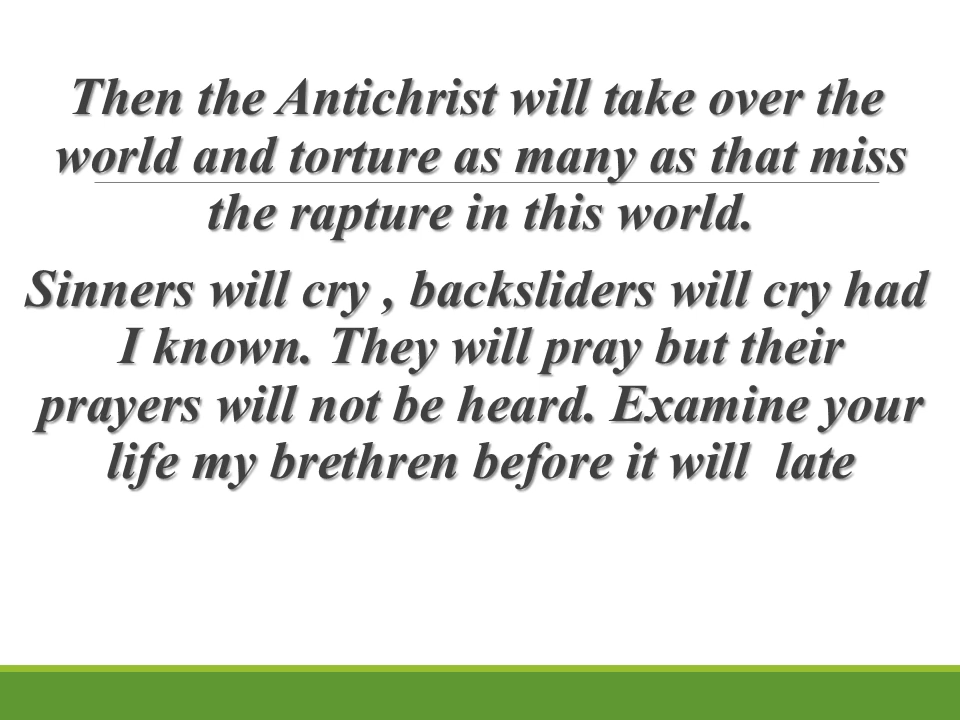 Then the Antichrist will take over the
world and torture as many as that miss
the rapture in this world.
Sinners will cry , backsliders will cry had
I known. They will pray but their
prayers will not be heard. Examine your
life my brethren before it will  late